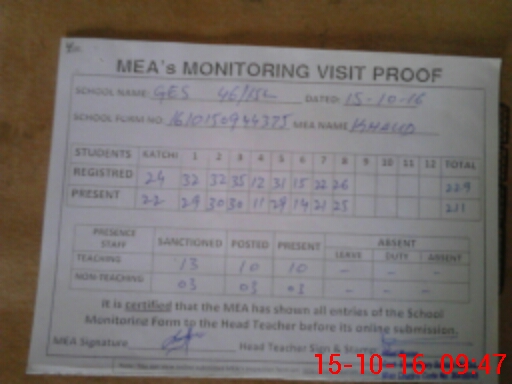 MEA's MONITORING VISIT PROOF
SCHOOL NAME: GES 46/15L DATED: 15-10-16
SCHOOL FORM NO: 1610150944375 MEA NAME KHALID
STUDENTS KATCHI 1 2 3 4 5 6 7 8 9 10 11 12 TOTAL
REGISTRED 24 32 32 35 12 31 15 22 26 229
PRESENT 22 29 30 30 11 29 14 21 25 211
PRESENCE STAFF SANCTIONED POSTED PRESENT ABSENT
LEAVE DUTY ABSENT
TEACHING 13 10 10 - - -
NON-TEACHING 03 03 03 - - -
It is certified that the MEA has shown all entries of the School
Monitoring Form to the Head Teacher before its online submission.
MEA Signature Head Teacher Sign & Stamp
15-10-16 09:47